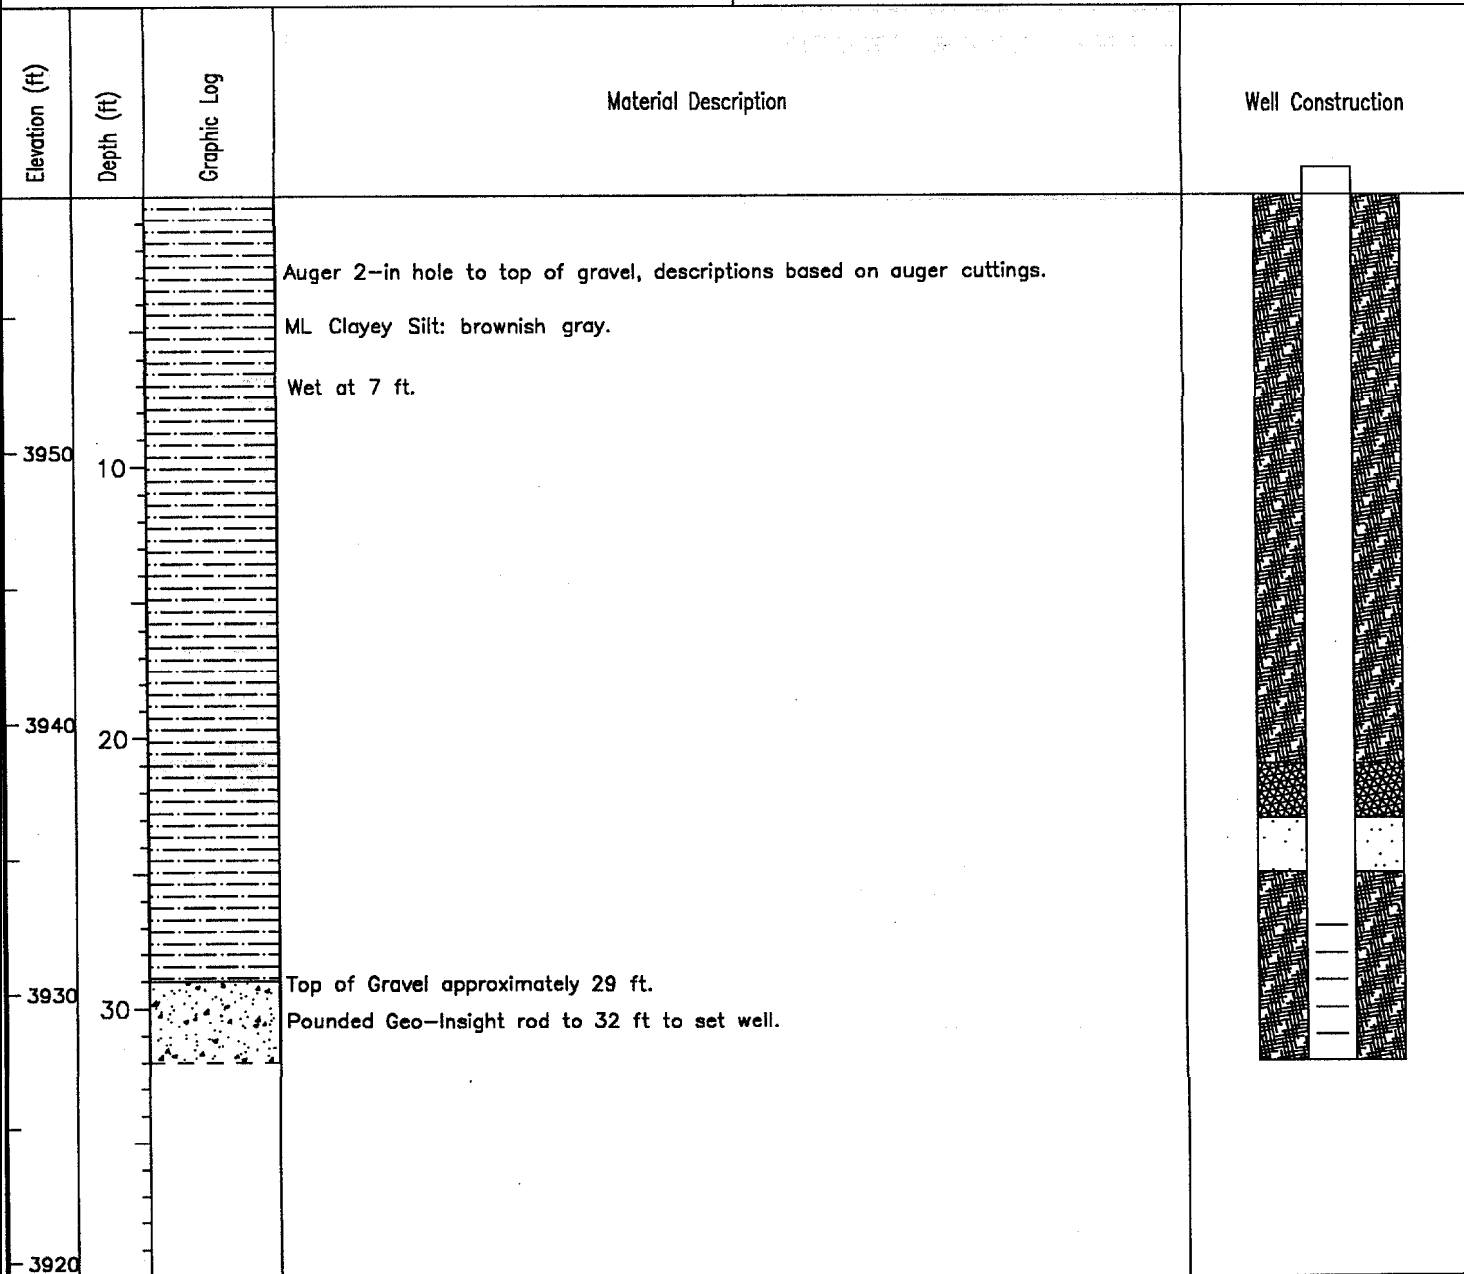 Elevation (ft)
Depth (ft)
Graphic Log
Material Description
Well Construction
Auger 2-in hole to top of gravel, descriptions based on auger cuttings.
ML Clayey Silt: brownish gray.
Wet at 7 ft.
3950
10
3940
20
Top of Gravel approximately 29 ft.
3930
30
Pounded Geo-Insight rod to 32 ft to set well.
3920